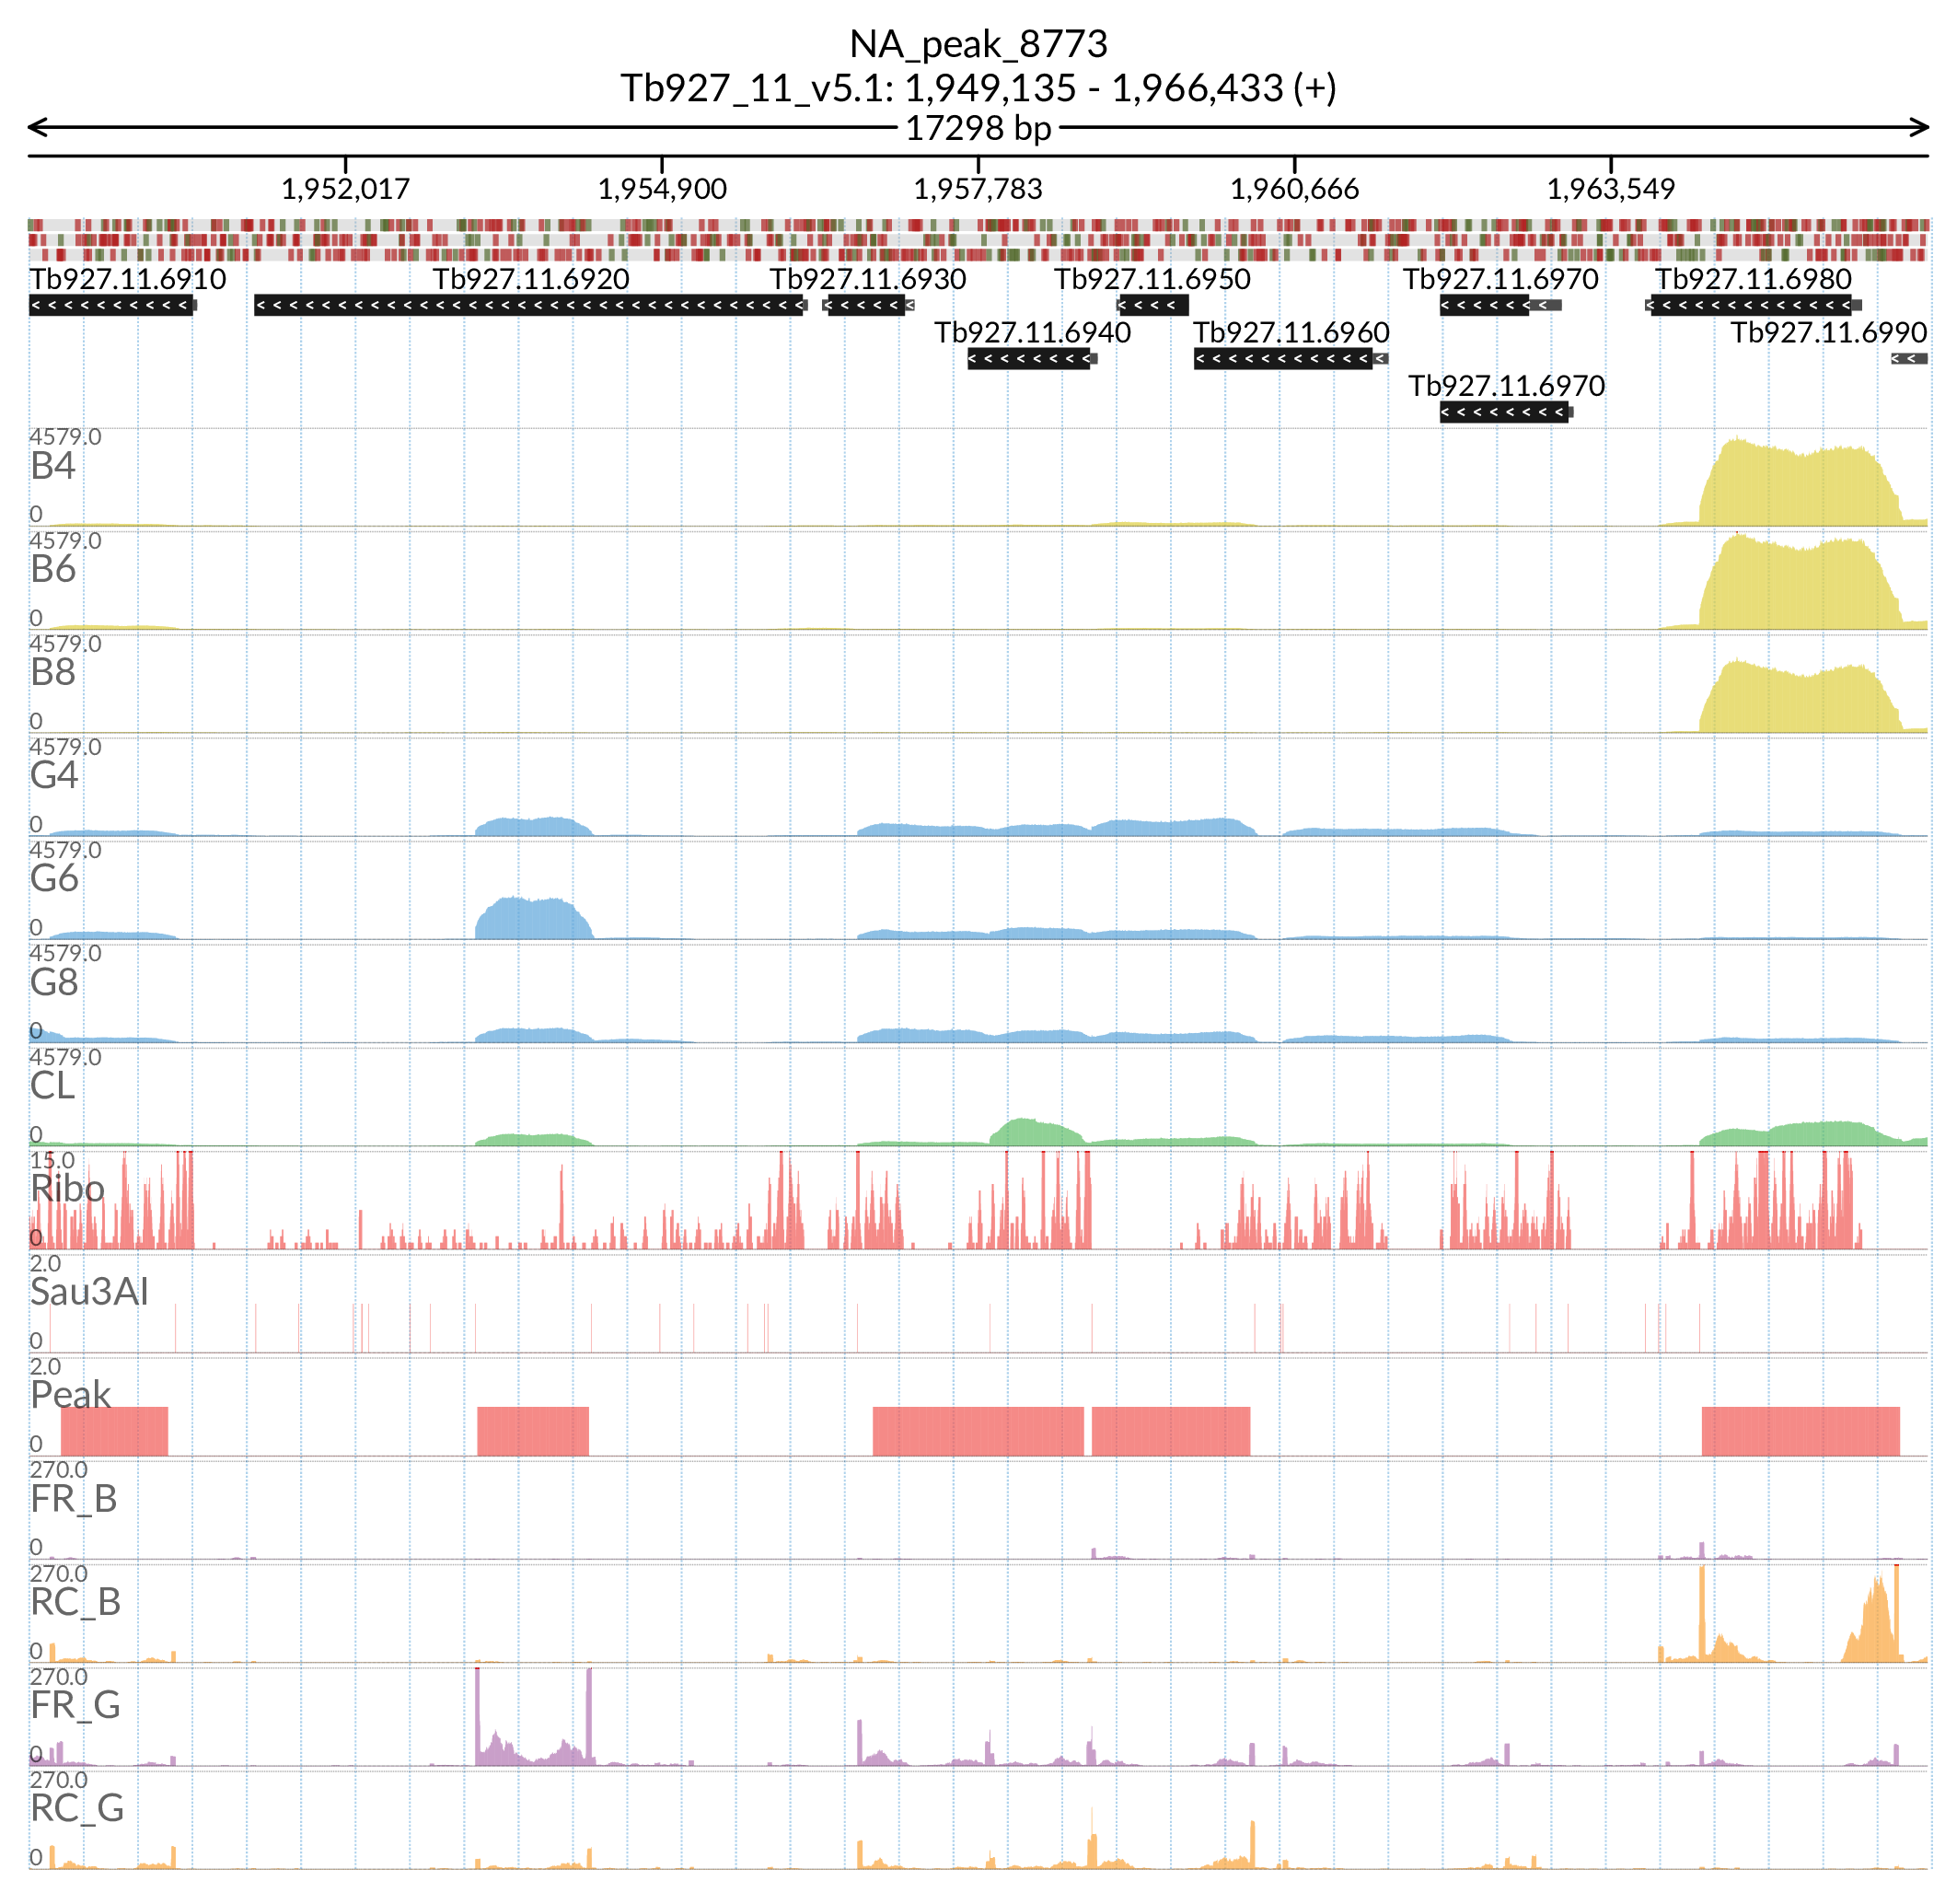 NA_peak_8773
Tb927_11_v5.1: 1,949,135 - 1,966,433 (+)
17298 bp
1,952,017 1,954,900 1,957,783 1,960,666 1,963,549
Tb927.11.6910 Tb927.11.6920 Tb927.11.6930 Tb927.11.6950 Tb927.11.6970 Tb927.11.6980
Tb927.11.6940 Tb927.11.6960 Tb927.11.6990
Tb927.11.6970
4579.0
B4
0
4579.0
B6
0
4579.0
B8
0
4579.0
G4
0
4579.0
G6
0
4579.0
G8
0
4579.0
CL
0
15.0
Ribo
0
2.0
Sau3AI
0
2.0
Peak
0
270.0
FR_B
0
270.0
RC_B
0
270.0
FR_G
0
270.0
RC_G
0